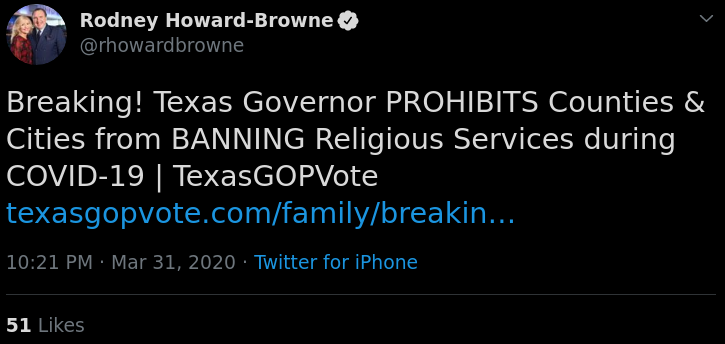 Rodney Howard-Browne
@rhowardbrowne
Breaking! Texas Governor PROHIBITS Counties &
Cities from BANNING Religious Services during
COVID-19 | TexasGOPVote
texasgopvote.com/family/breakin...
10:21 PM · Mar 31, 2020 · Twitter for iPhone
51 Likes